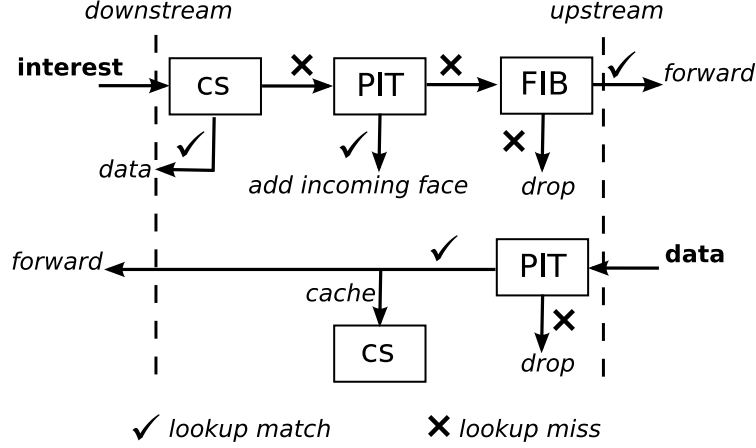 downstream
upstream
interest
cs
PIT
FIB
forward
data
add incoming face
drop
forward
PIT
data
cache
cs
drop
lookup match
lookup miss